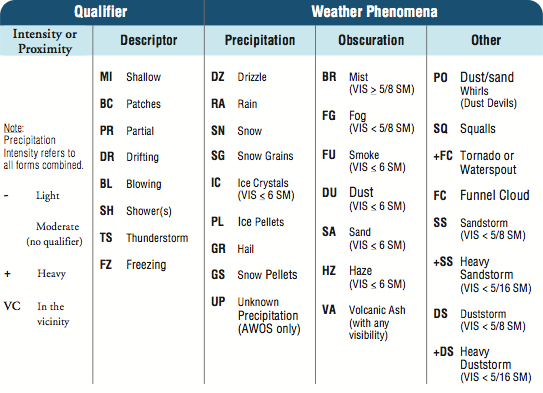 Qualifier
Weather Phenomena
Intensity or
Proximity
Descriptor
Precipitation
Obscuration
Other
Note:
Precipitation
Intensity refers to
all forms combined.
- Light
Moderate
(no qualifier)
+ Heavy
VC In the
vicinity
MI Shallow
BC Patches
PR Partial
DR Drifting
BL Blowing
SH Shower(s)
TS Thunderstorm
FZ Freezing
DZ Drizzle
RA Rain
SN Snow
SG Snow Grains
IC Ice Crystals
(VIS ≤ 6 SM)
PL Ice Pellets
GR Hail
GS Snow Pellets
UP Unknown
Precipitation
(AWOS only)
BR Mist
(VIS ≥ 5/8 SM)
FG Fog
(VIS < 5/8 SM)
FU Smoke
(VIS ≤ 6 SM)
DU Dust
(VIS ≤ 6 SM)
SA Sand
(VIS ≤ 6 SM)
HZ Haze
(VIS ≤ 6 SM)
VA Volcanic Ash
(with any
visibility)
PO Dust/sand
Whirls
(Dust Devils)
SQ Squalls
+FC Tornado or
Waterspout
FC Funnel Cloud
SS Sandstorm
(VIS < 5/8 SM)
+SS Heavy
Sandstorm
(VIS < 5/16 SM)
DS Duststorm
(VIS < 5/8 SM)
+DS Heavy
Duststorm
(VIS < 5/16 SM)